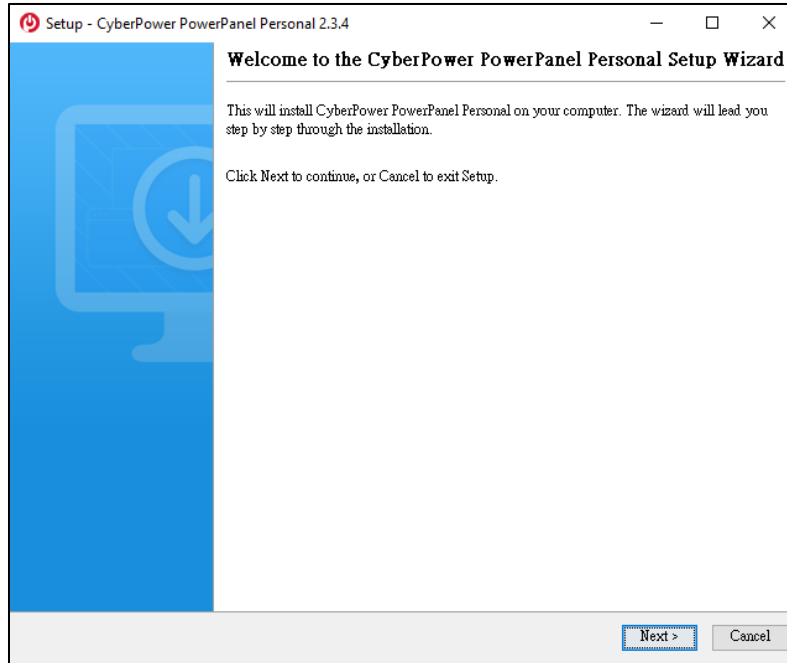 Setup - CyberPower PowerPanel Personal 2.3.4
Welcome to the CyberPower PowerPanel Personal Setup Wizard
This will install CyberPower PowerPanel Personal on your computer. The wizard will lead you
step by step through the installation.
Click Next to continue, or Cancel to exit Setup.
Next >
Cancel